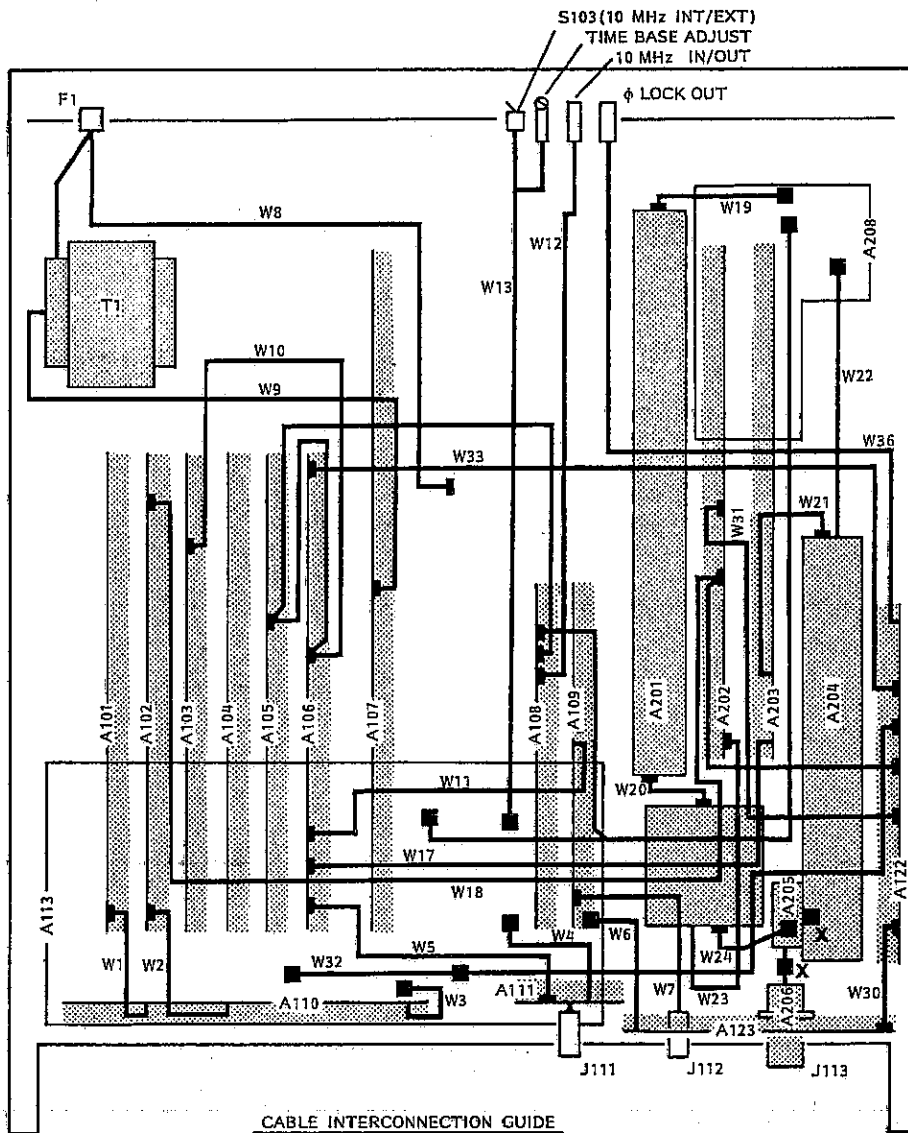 S103(10 MHz INT/EXT)
TIME BASE ADJUST
10 MHz IN/OUT
F1
ϕ LOCK OUT
W8
W19
A208
W12
T1
W13
W10
W22
W9
W33
W36
W31
W21
A101
A102
A103
A104
A105
A106
A107
A108
A109
A201
A202
A203
A204
W11
W20
W17
W18
A122
A113
A205
X
W1
W2
W5
W4
W6
W24
W32
X
W3
A111
W7
W23
A206
W30
A110
A123
J111
J112
J113
CABLE INTERCONNECTION GUIDE